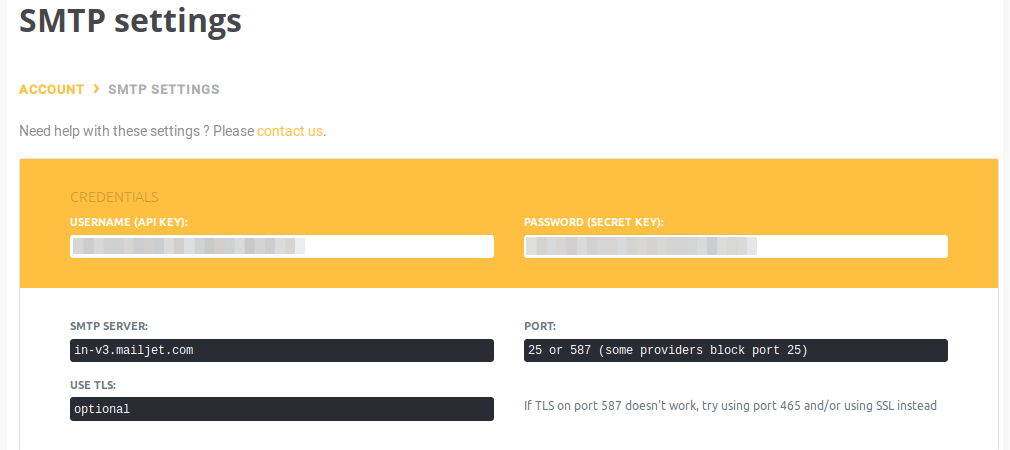 SMTP settings
ACCOUNT › SMTP SETTINGS
Need help with these settings ? Please contact us.
CREDENTIALS
USERNAME (API KEY):
PASSWORD (SECRET KEY):
SMTP SERVER:
in-v3.mailjet.com
PORT:
25 or 587 (some providers block port 25)
USE TLS:
optional
If TLS on port 587 doesn't work, try using port 465 and/or using SSL instead